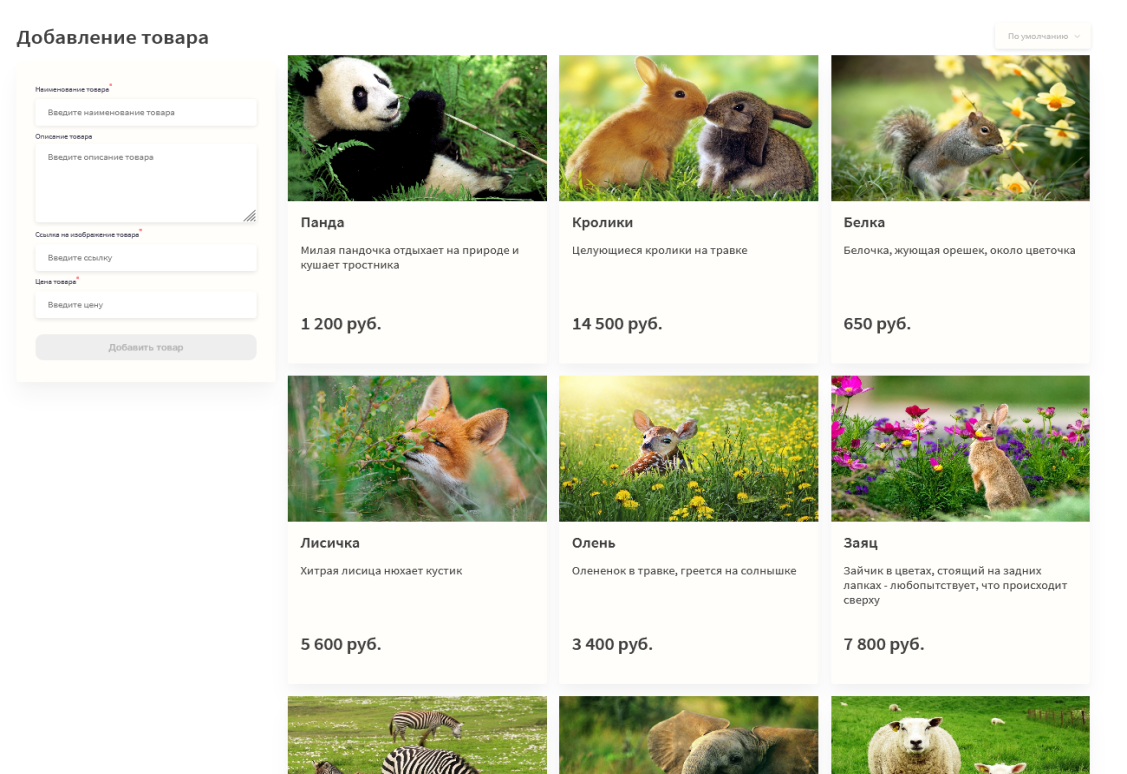 Добавление товара
По умолчанию
Наименование товара*
Введите наименование товара
Описание товара
Введите описание товара
Ссылка на изображение товара*
Введите ссылку
Цена товара*
Введите цену
Добавить товар
Панда
Милая пандочка отдыхает на природе и
кушает тростника
1 200 руб.
Кролики
Целующиеся кролики на травке
14 500 руб.
Белка
Белочка, жующая орешек, около цветочка
650 руб.
Лисичка
Хитрая лисица нюхает кустик
5 600 руб.
Олень
Олененок в травке, греется на солнышке
3 400 руб.
Заяц
Зайчик в цветах, стоящий на задних
лапках - любопытствует, что происходит
сверху
7 800 руб.